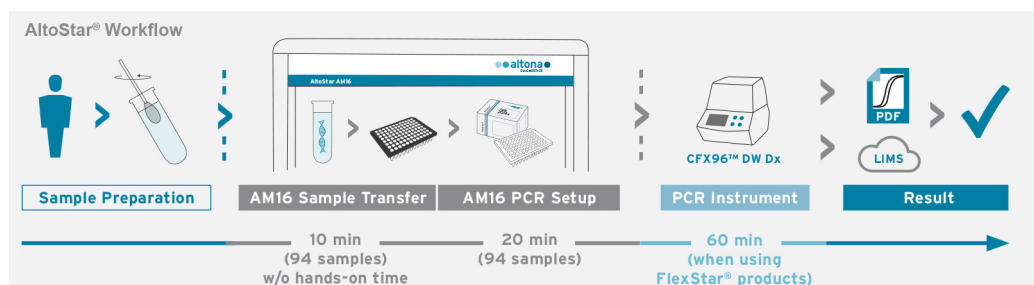 AltoStar® Workflow
altona
DIAGNOSTICS
AltoStar AM16
CFX96™ DW Dx
PDF
LIMS
Sample Preparation
AM16 Sample Transfer
AM16 PCR Setup
PCR Instrument
Result
10 min
(94 samples)
w/o hands-on time
20 min
(94 samples)
60 min
(when using
FlexStar® products)